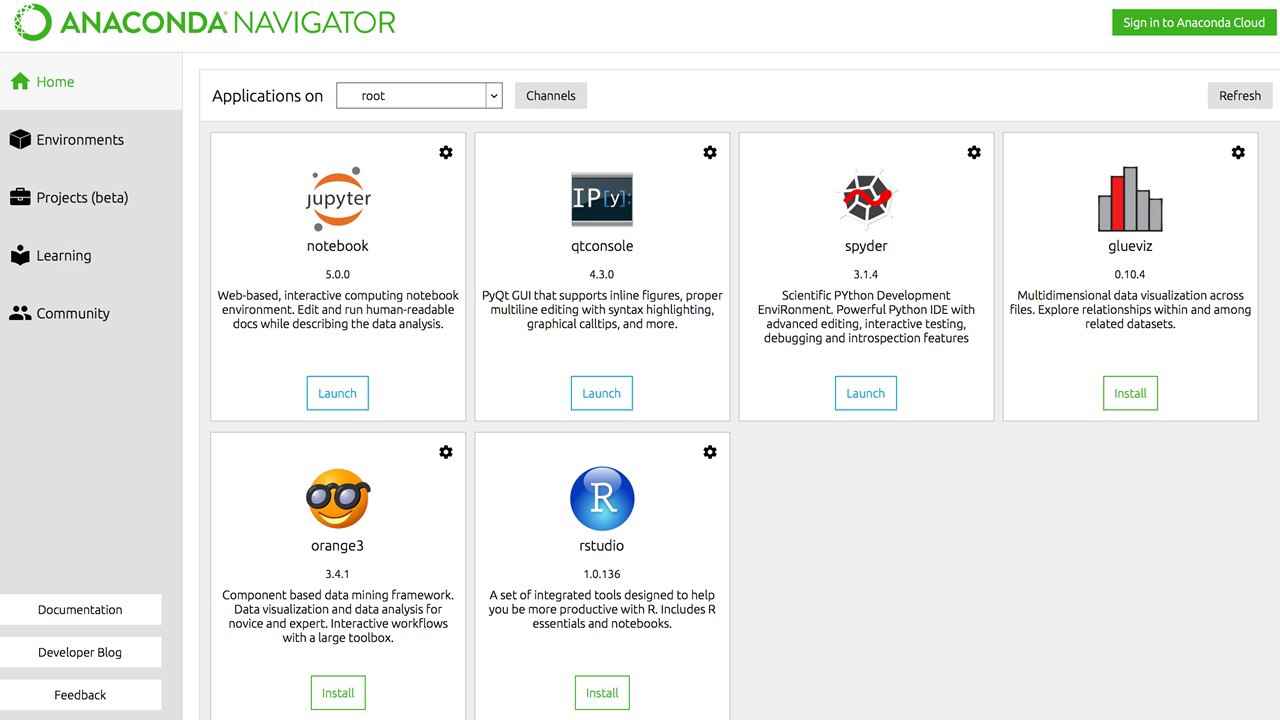 ANACONDA NAVIGATOR
Sign in to Anaconda Cloud
Home
Environments
Projects (beta)
Learning
Community
Documentation
Developer Blog
Feedback
Applications on
root
Channels
Refresh
jupyter
notebook
5.0.0
Web-based, interactive computing notebook
environment. Edit and run human-readable
docs while describing the data analysis.
Launch
IP[y]:
qtconsole
4.3.0
PyQt GUI that supports inline figures, proper
multiline editing with syntax highlighting,
graphical calltips, and more.
Launch
spyder
3.1.4
Scientific PYthon Development
EnviRonment. Powerful Python IDE with
advanced editing, interactive testing,
debugging and introspection features
Launch
glueviz
0.10.4
Multidimensional data visualization across
files. Explore relationships within and among
related datasets.
Install
orange3
3.4.1
Component based data mining framework.
Data visualization and data analysis for
novice and expert. Interactive workflows
with a large toolbox.
Install
R
rstudio
1.0.136
A set of integrated tools designed to help
you be more productive with R. Includes R
essentials and notebooks.
Install